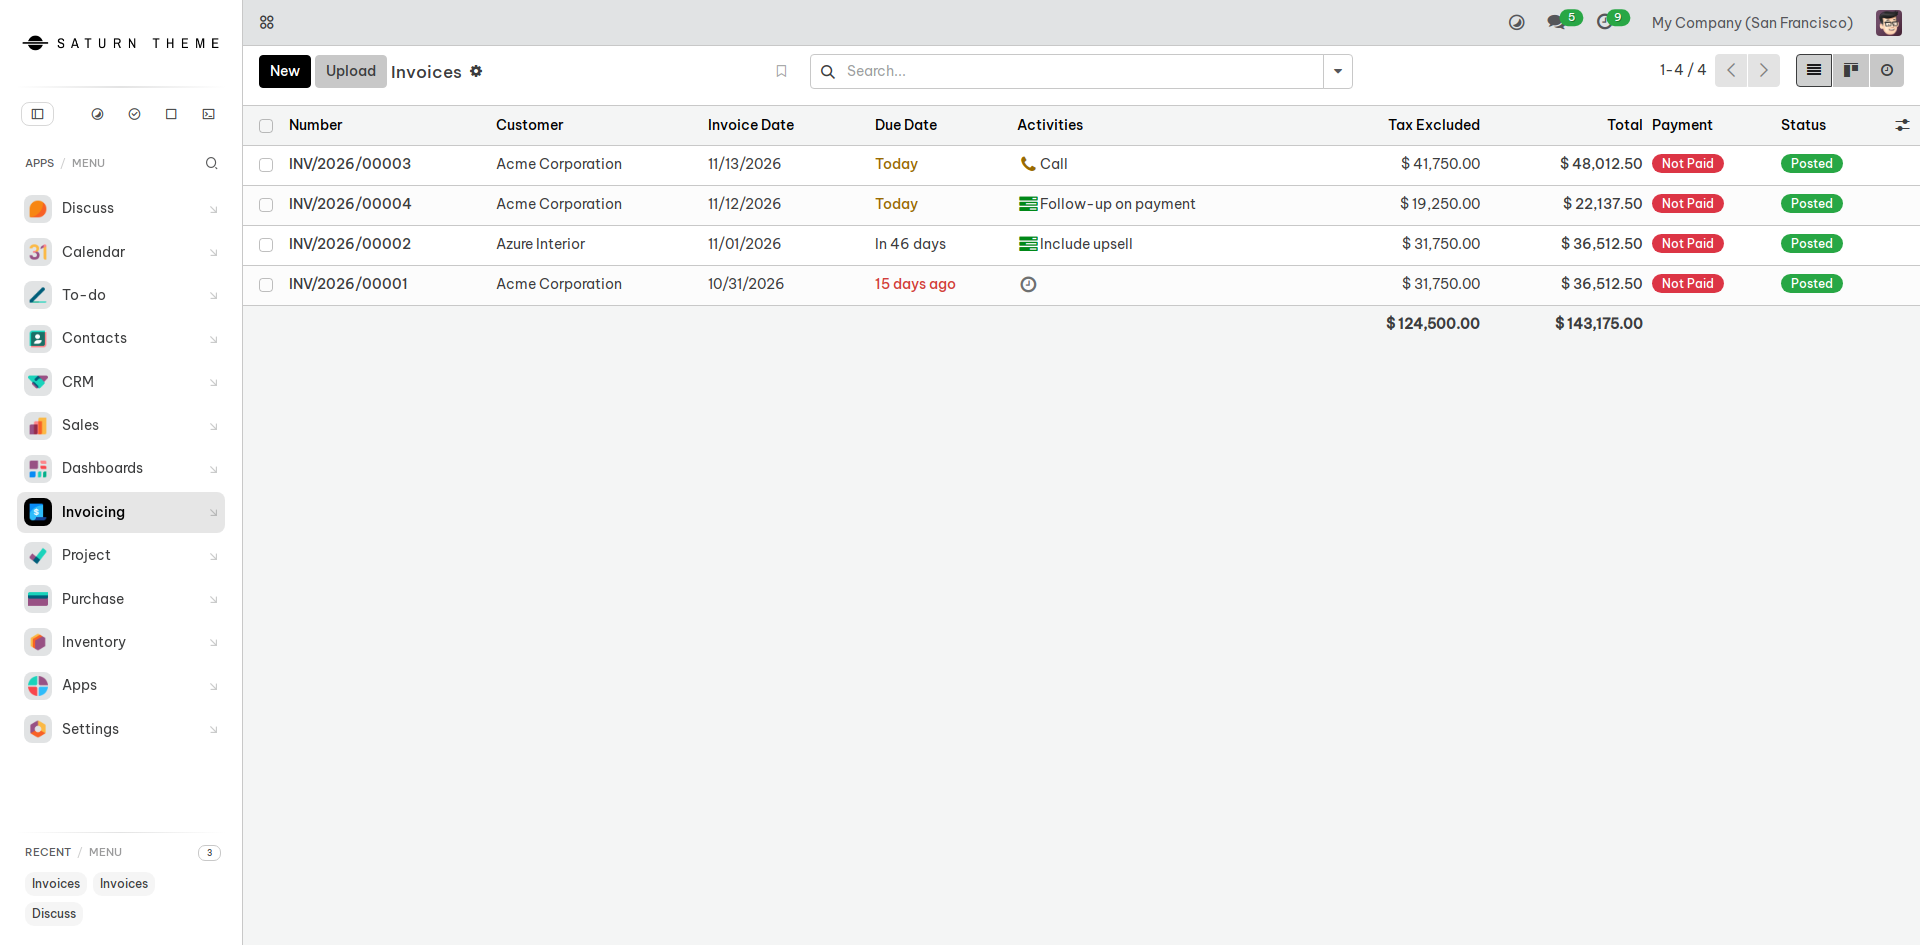 SATURN THEME
5
9
My Company (San Francisco)
New
Upload
Invoices
Search...
1-4 / 4
APPS / MENU
Discuss
31 Calendar
To-do
Contacts
CRM
Sales
Dashboards
$ Invoicing
Project
Purchase
Inventory
Apps
Settings
RECENT / MENU
3
Invoices Invoices
Discuss
Number Customer Invoice Date Due Date Activities Tax Excluded Total Payment Status
INV/2026/00003 Acme Corporation 11/13/2026 Today Call $ 41,750.00 $ 48,012.50 Not Paid Posted
INV/2026/00004 Acme Corporation 11/12/2026 Today Follow-up on payment $ 19,250.00 $ 22,137.50 Not Paid Posted
INV/2026/00002 Azure Interior 11/01/2026 In 46 days Include upsell $ 31,750.00 $ 36,512.50 Not Paid Posted
INV/2026/00001 Acme Corporation 10/31/2026 15 days ago $ 31,750.00 $ 36,512.50 Not Paid Posted
$ 124,500.00 $ 143,175.00